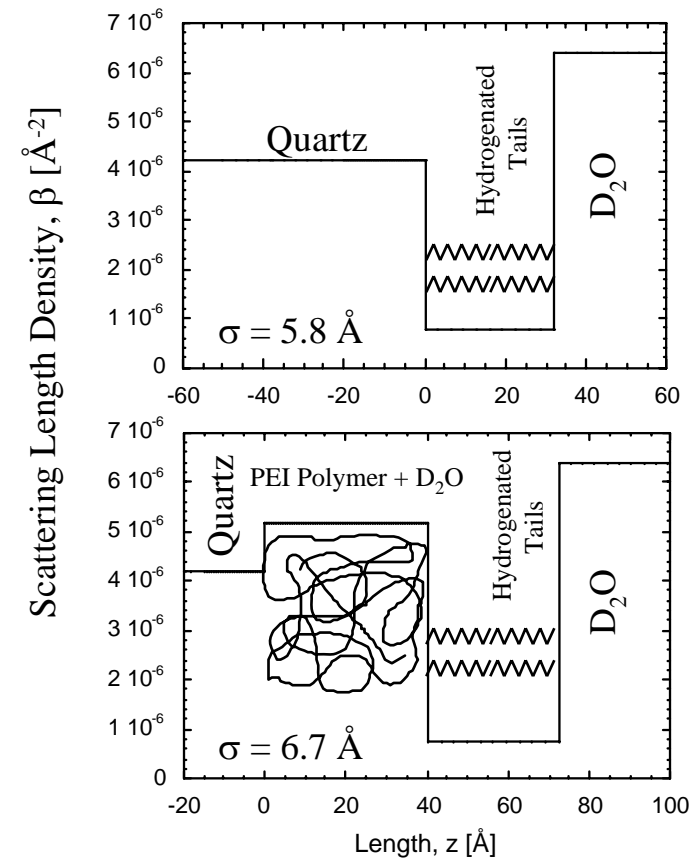 Scattering Length Density, β [Å⁻²]
7 10⁻⁶
6 10⁻⁶
5 10⁻⁶
4 10⁻⁶
3 10⁻⁶
2 10⁻⁶
1 10⁻⁶
0
Quartz
Hydrogenated
Tails
D₂O
σ = 5.8 Å
-60 -40 -20 0 20 40 60
7 10⁻⁶
6 10⁻⁶
5 10⁻⁶
4 10⁻⁶
3 10⁻⁶
2 10⁻⁶
1 10⁻⁶
0
Quartz
PEI Polymer + D₂O
Hydrogenated
Tails
D₂O
σ = 6.7 Å
-20 0 20 40 60 80 100
Length, z [Å]